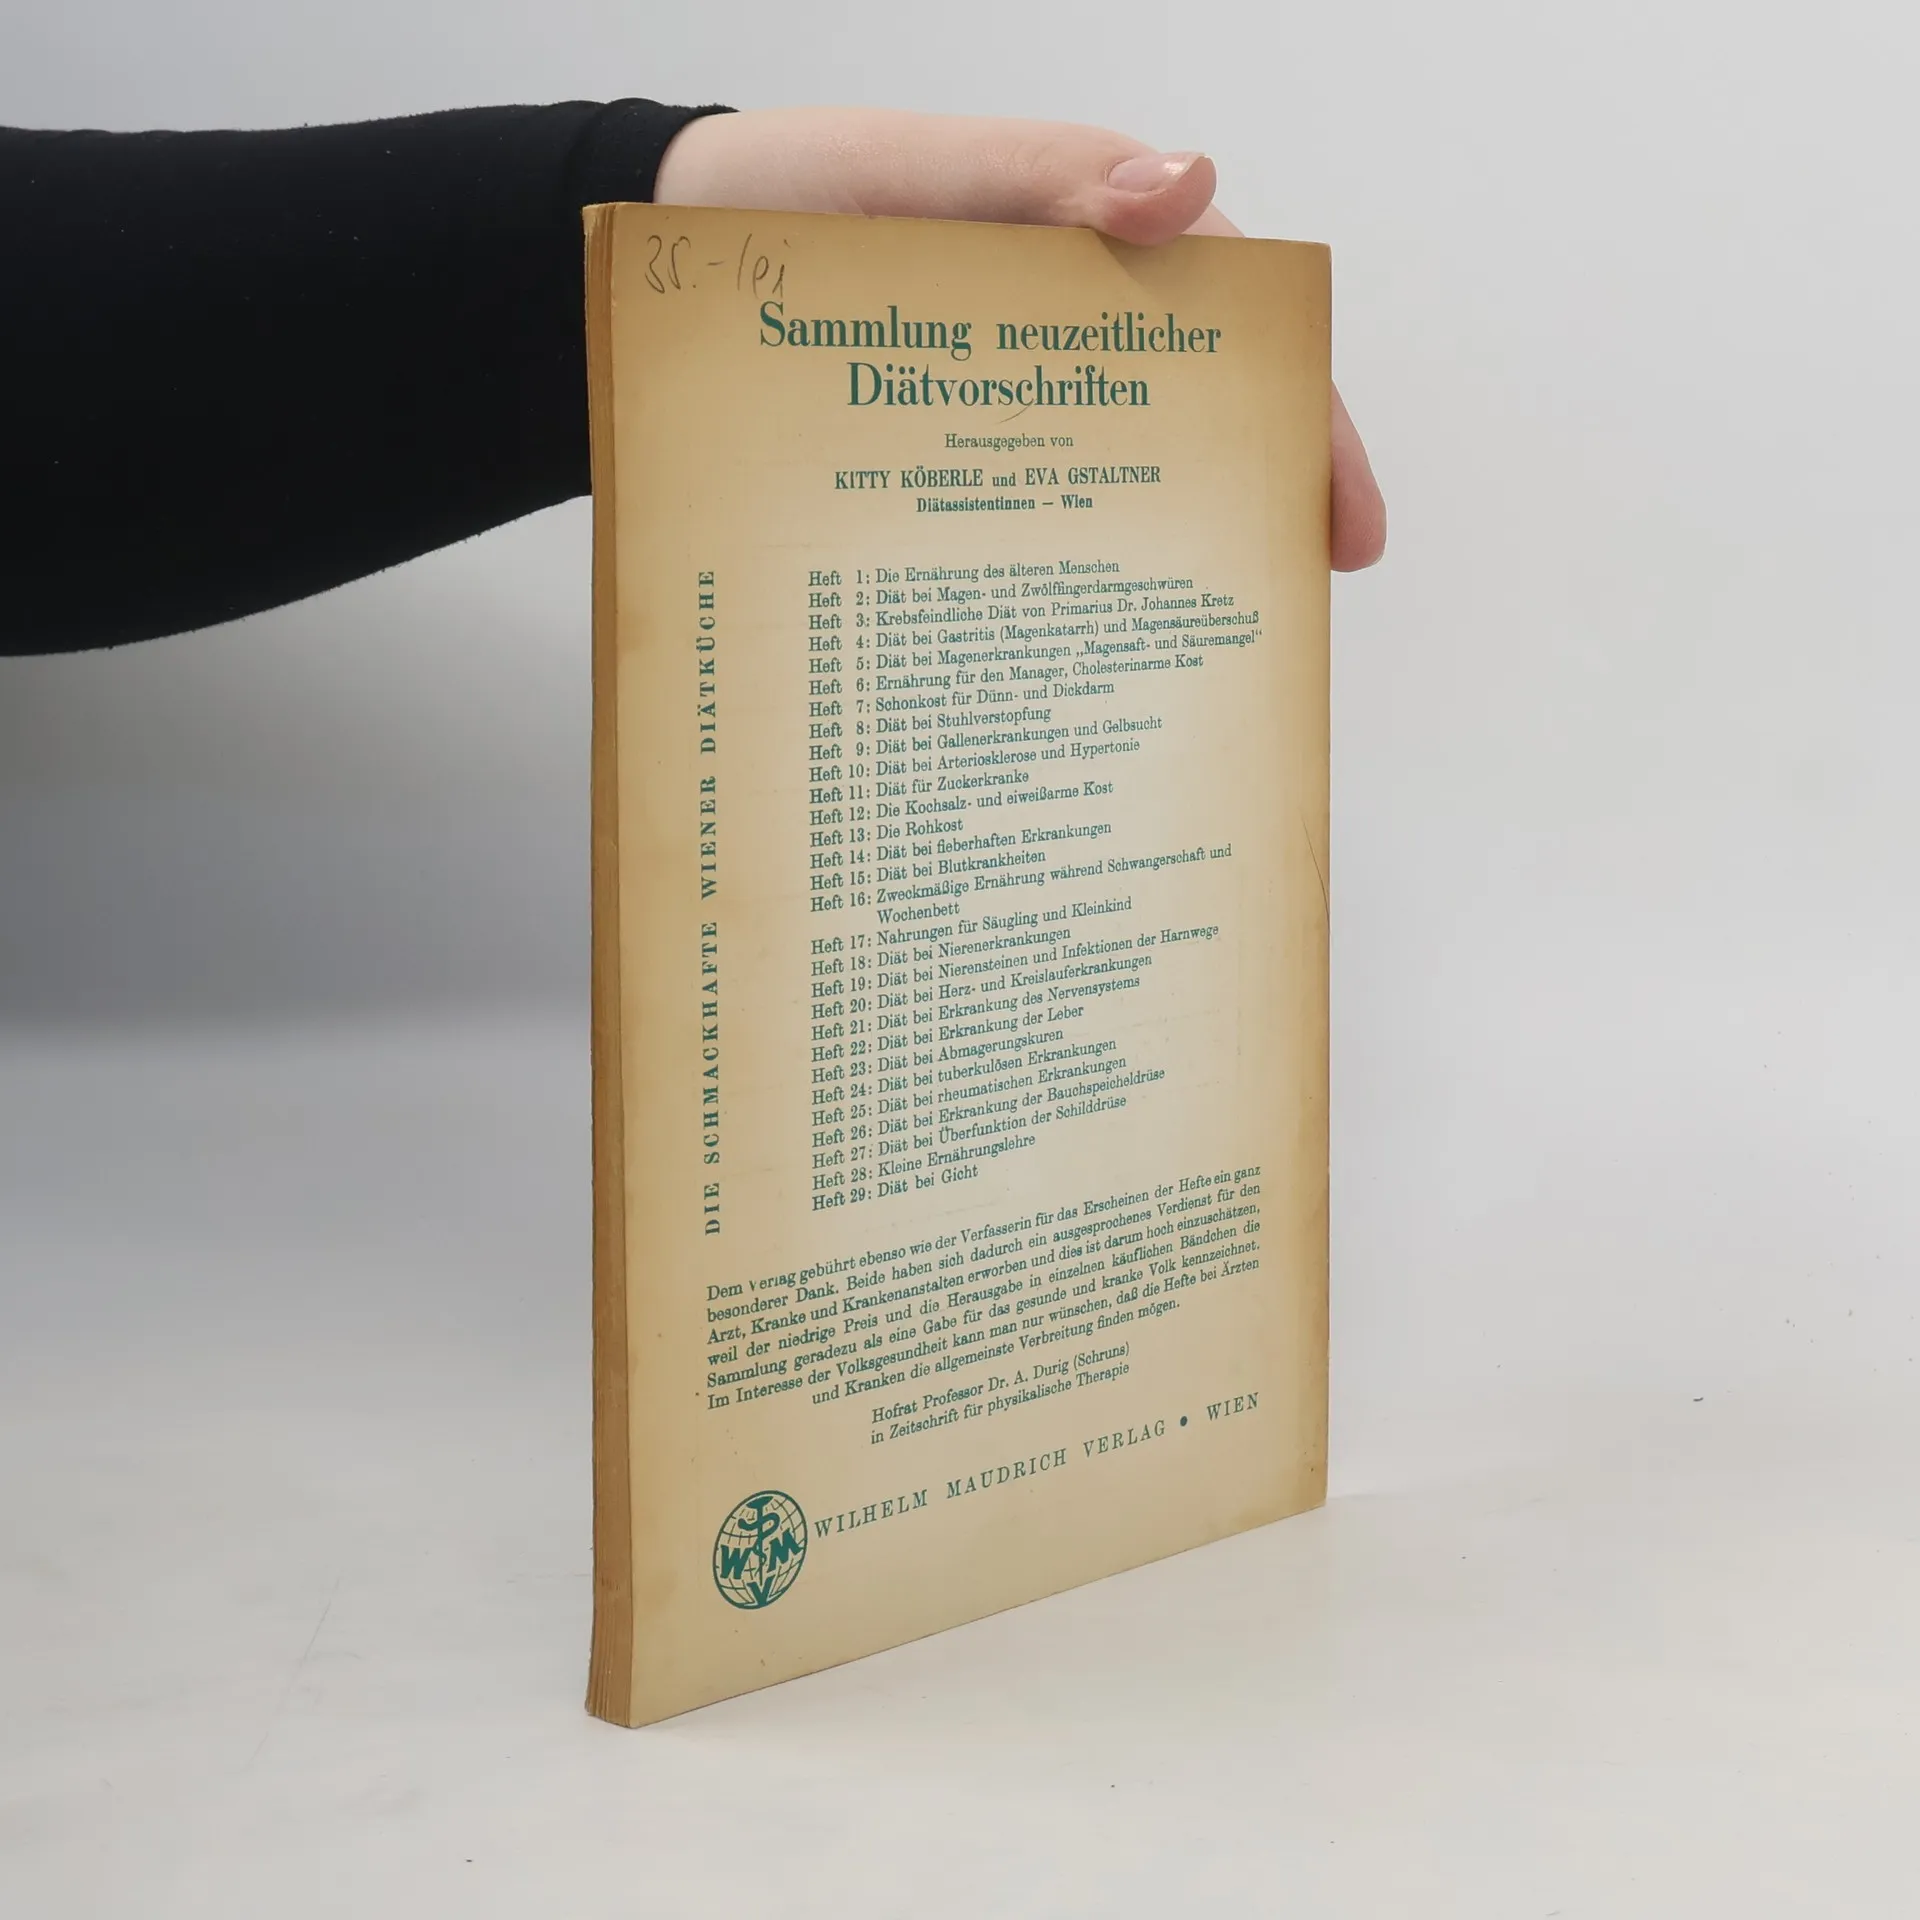 35.- lei
Sammlung neuzeitlicher
Diätvorschriften
Herausgegeben von
KITTY KÖBERLE und EVA GSTALTNER
Diätassistentinnen — Wien
DIE SCHMACKHAFTE WIENER DIÄTKÜCHE
Heft 1: Die Ernährung des älteren Menschen
Heft 2: Diät bei Magen- und Zwölffingerdarmgeschwüren
Heft 3: Krebsfeindliche Diät von Primarius Dr. Johannes Kretz
Heft 4: Diät bei Gastritis (Magenkatarrh) und Magensäureüberschuß
Heft 5: Diät bei Magenerkrankungen „Magensaft- und Säuremangel“
Heft 6: Ernährung für den Manager, Cholesterinarme Kost
Heft 7: Schonkost für Dünn- und Dickdarm
Heft 8: Diät bei Stuhlverstopfung
Heft 9: Diät bei Gallenerkrankungen und Gelbsucht
Heft 10: Diät bei Arteriosklerose und Hypertonie
Heft 11: Diät für Zuckerkranke
Heft 12: Die Kochsalz- und eiweißarme Kost
Heft 13: Die Rohkost
Heft 14: Diät bei fieberhaften Erkrankungen
Heft 15: Diät bei Blutkrankheiten
Heft 16: Zweckmäßige Ernährung während Schwangerschaft und
Wochenbett
Heft 17: Nahrungen für Säugling und Kleinkind
Heft 18: Diät bei Nierenerkrankungen
Heft 19: Diät bei Nierensteinen und Infektionen der Harnwege
Heft 20: Diät bei Herz- und Kreislauferkrankungen
Heft 21: Diät bei Erkrankung des Nervensystems
Heft 22: Diät bei Erkrankung der Leber
Heft 23: Diät bei Abmagerungskuren
Heft 24: Diät bei tuberkulösen Erkrankungen
Heft 25: Diät bei rheumatischen Erkrankungen
Heft 26: Diät bei Erkrankung der Bauchspeicheldrüse
Heft 27: Diät bei Überfunktion der Schilddrüse
Heft 28: Kleine Ernährungslehre
Heft 29: Diät bei Gicht
Dem Verlag gebührt ebenso wie der Verfasserin für das Erscheinen der Hefte ein ganz
besonderer Dank. Beide haben sich dadurch ein ausgesprochenes Verdienst für den
Arzt, Kranke und Krankenanstalten erworben und dies ist darum hoch einzuschätzen,
weil der niedrige Preis und die Herausgabe in einzelnen käuflichen Bändchen die
Sammlung geradezu als eine Gabe für das gesunde und kranke Volk kennzeichnet.
Im Interesse der Volksgesundheit kann man nur wünschen, daß die Hefte bei Ärzten
und Kranken die allgemeinste Verbreitung finden mögen.
Hofrat Professor Dr. A. Durig (Schruns)
in Zeitschrift für physikalische Therapie
WMV
WILHELM MAUDRICH VERLAG • WIEN